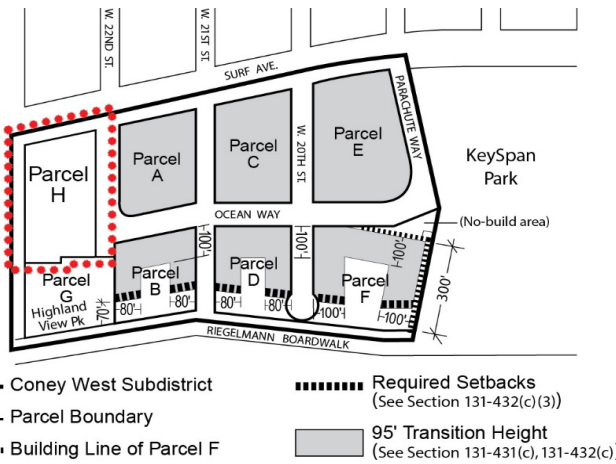 W. 22ND ST.
W. 21ST ST.
SURF AVE.
PARACHUTE WAY
Parcel
H
Parcel
A
Parcel
C
W. 20TH ST.
Parcel
E
KeySpan
Park
OCEAN WAY
(No-build area)
100'
100'
100'
Parcel
G
Highland
View Pk
70'
Parcel
B
80'
80'
Parcel
D
80'
80'
Parcel
F
100'
100'
300'
RIEGELMANN BOARDWALK
Coney West Subdistrict
Parcel Boundary
Building Line of Parcel F
Required Setbacks
(See Section 131-432(c)(3))
95' Transition Height
(See Section 131-431(c), 131-432(c)